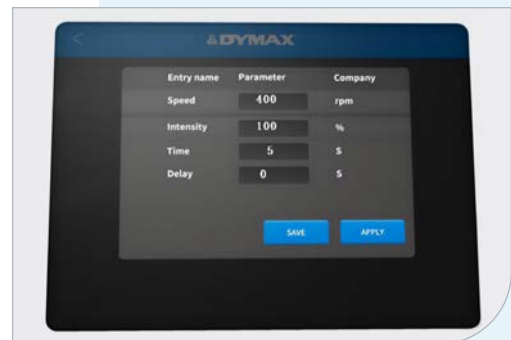 DYMAX
Entry name Parameter Company
Speed 400 rpm
Intensity 100 %
Time 5 S
Delay 0 S
SAVE APPLY